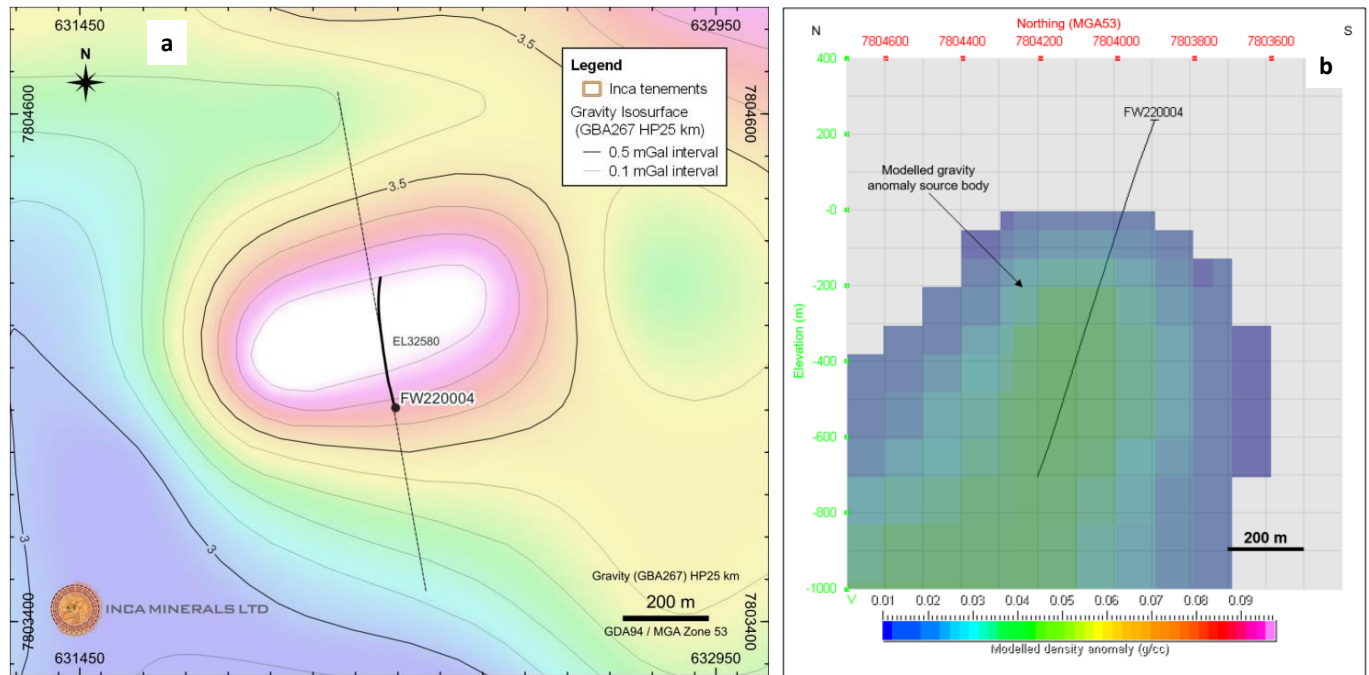 631450
632950
a
N
7804600
7804600
3.5
Legend
Inca tenements
Gravity Isosurface
(GBA267 HP25 km)
0.5 mGal interval
0.1 mGal interval
3.5
EL32580
FW220004
3
3
INCA MINERALS LTD
Gravity (GBA267) HP25 km
200 m
GDA94 / MGA Zone 53
7803400
7803400
631450
632950
N
Northing (MGA53)
S
7804600 7804400 7804200 7804000 7803800 7803600
b
400
200
-0
-200
-400
-600
-800
-1000
Elevation (m)
FW220004
Modelled gravity
anomaly source body
200 m
0.01 0.02 0.03 0.04 0.05 0.06 0.07 0.08 0.09
Modelled density anomaly (g/cc)